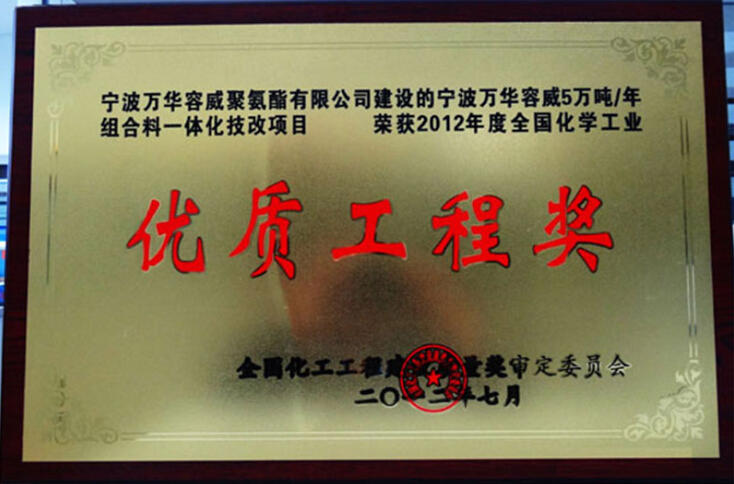 宁波万华容威聚氨酯有限公司建设的宁波万华容威5万吨/年
组合料一体化技改项目 荣获2012年度全国化学工业
优质工程奖
全国化工工程建 量奖审定委员会
二〇一二年七月